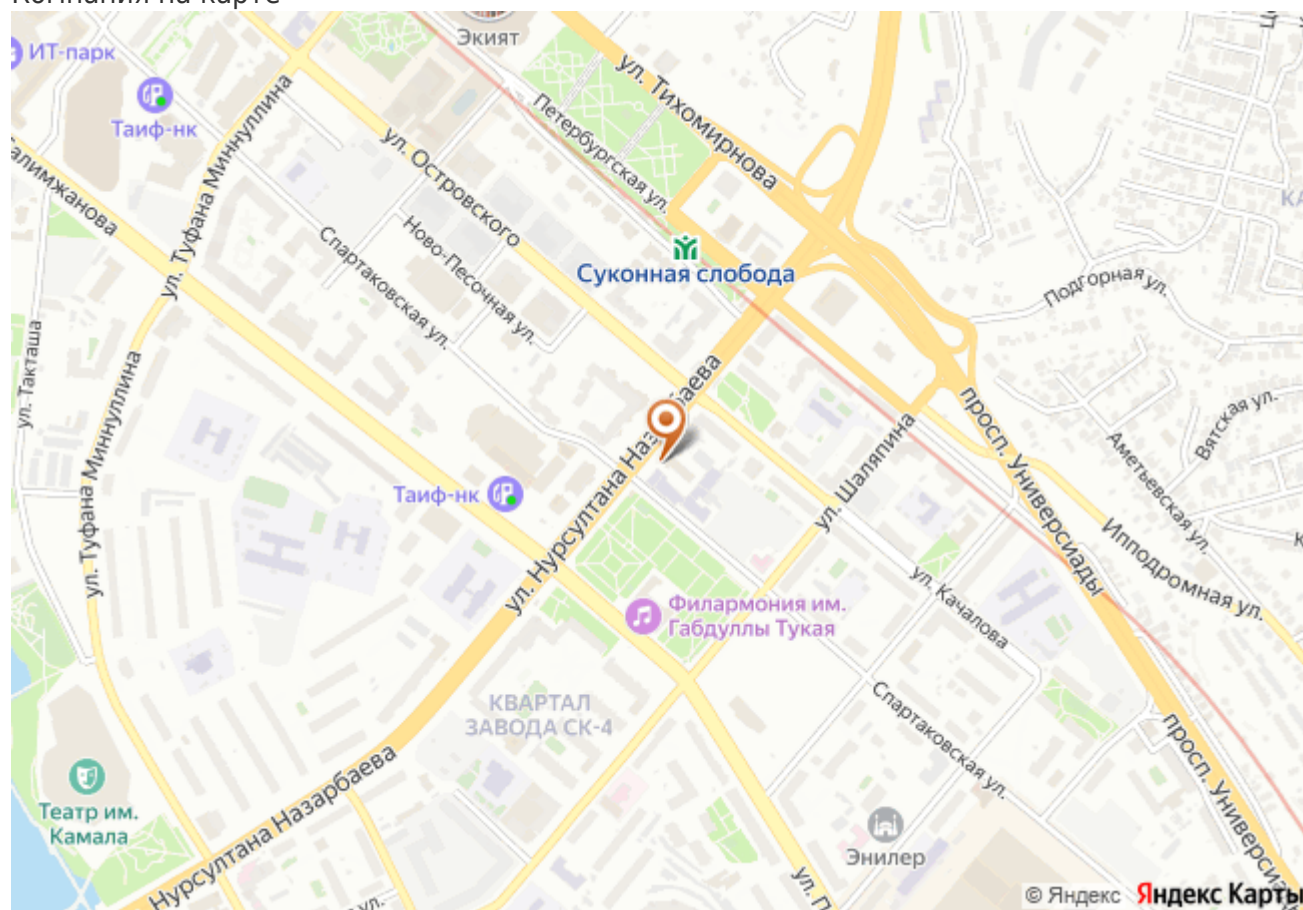 Компания на карте
Экият
ИТ-парк
Таиф-нк
ул. Тихомирнова
Петербургская ул.
ул. Туфана Миннуллина
ул. Островского
Ново-Песочная ул.
Спартаковская ул.
Суконная слобода
Подгорная ул.
ул. Такташа
ул. Туфана Миннуллина
Вятская ул.
Аметьевская ул.
просп. Универсиады
Ипподромная ул.
ул. Шаляпина
Таиф-нк
ул. Нурсултана Назарбаева
ул. Качалова
Филармония им.
Габдуллы Тукая
КВАРТАЛ
ЗАВОДА СК-4
Спартаковская ул.
Театр им.
Камала
Нурсултана Назарбаева
Энилер
© Яндекс Яндекс Карты